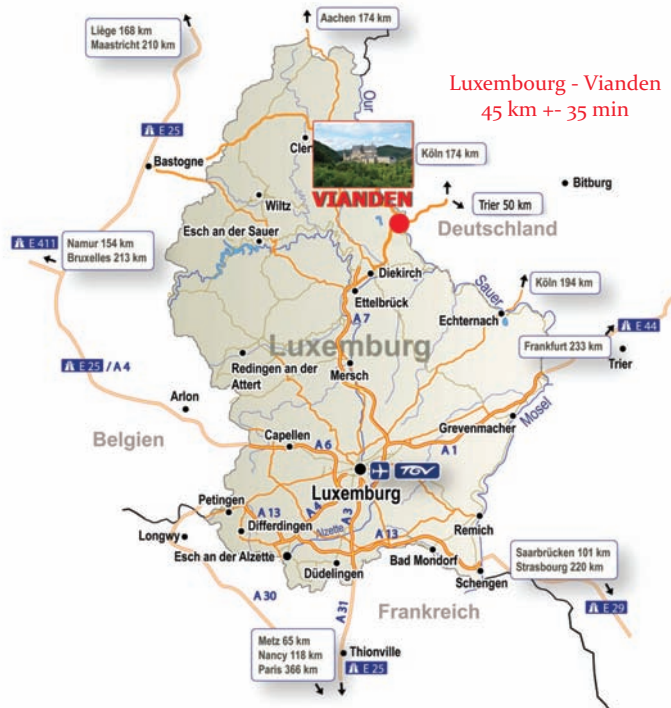 Liège 168 km
Maastricht 210 km
Aachen 174 km
Our
Luxembourg - Vianden
45 km +- 35 min
E 25
Cler
Köln 174 km
Bastogne
VIANDEN
Bitburg
Wiltz
Trier 50 km
Deutschland
Esch an der Sauer
E 411
Namur 154 km
Bruxelles 213 km
Diekirch
Sauer
Köln 194 km
Ettelbrück
A 7
Echternach
E 44
Luxemburg
Frankfurt 233 km
Trier
E 25 / A 4
Redingen an der
Attert
Mersch
Arlon
Mosel
Grevenmacher
Belgien
Capellen
A 6
A 1
TGV
Luxemburg
Petingen
A 13
A 4
A 3
Differdingen
Alzette
A 13
Remich
Longwy
Esch an der Alzette
Bad Mondorf
Saarbrücken 101 km
Strasbourg 220 km
Düdelingen
Schengen
A 30
A 31
Frankreich
E 29
Metz 65 km
Nancy 118 km
Paris 366 km
Thionville
E 25